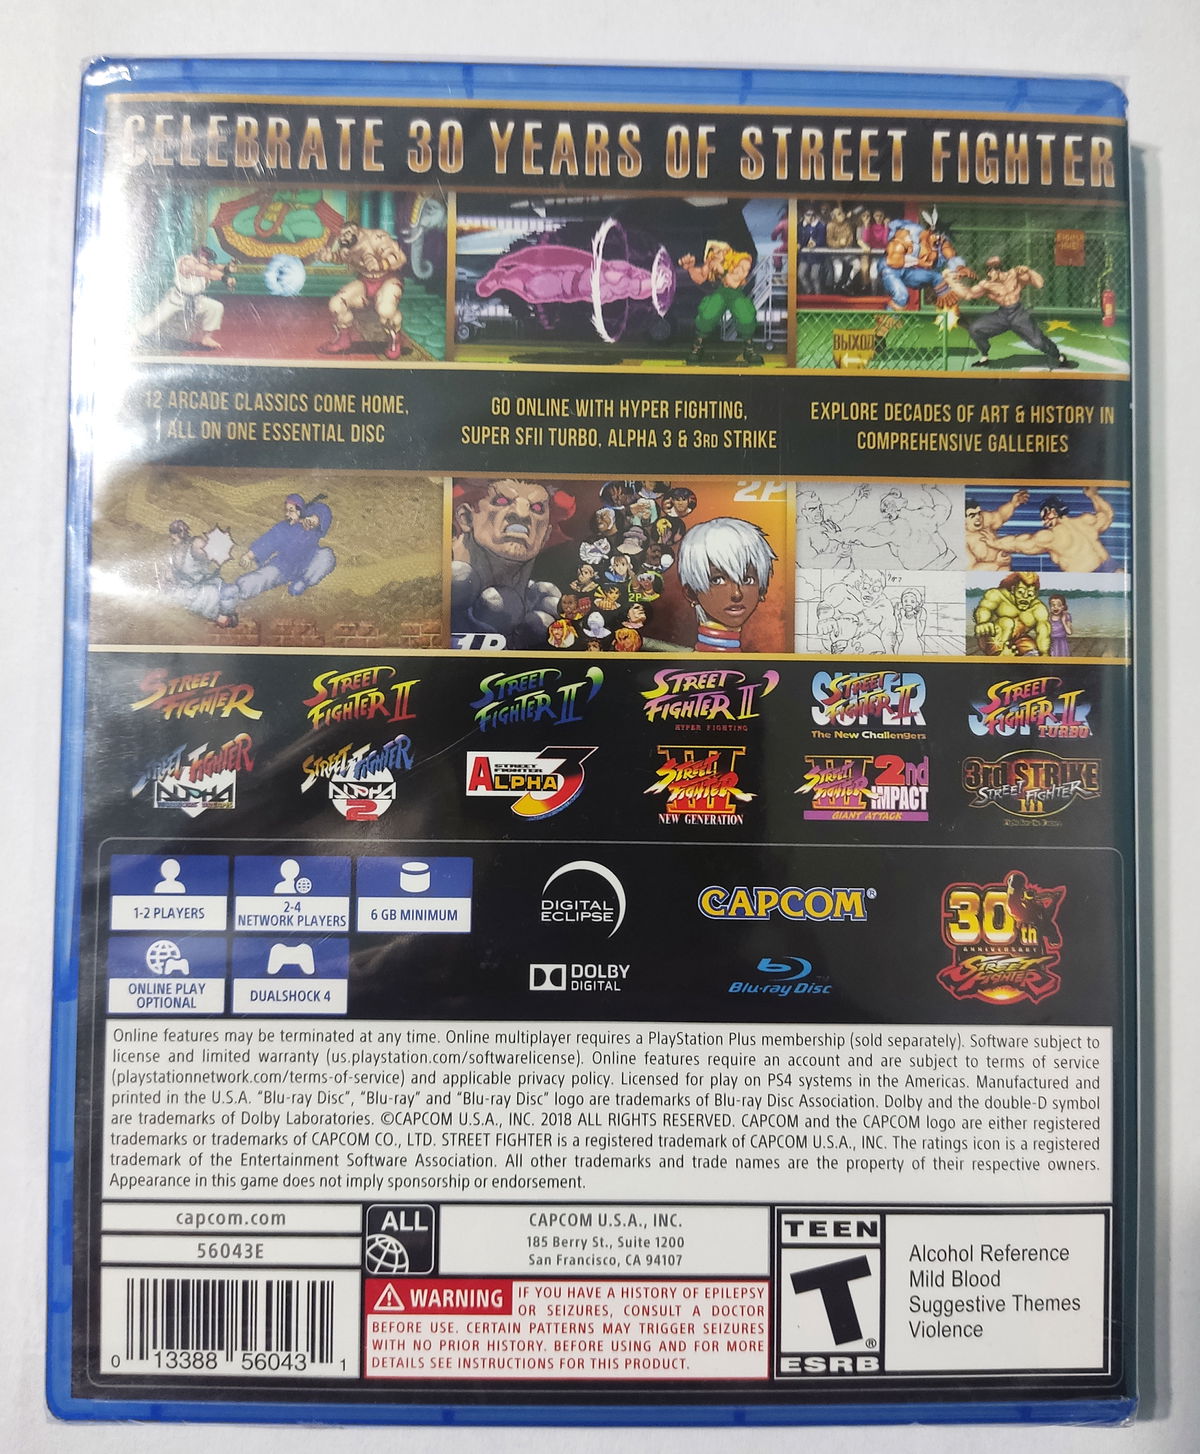 CELEBRATE 30 YEARS OF STREET FIGHTER
ВЫХОД
12 ARCADE CLASSICS COME HOME,
ALL ON ONE ESSENTIAL DISC
GO ONLINE WITH HYPER FIGHTING,
SUPER SFII TURBO, ALPHA 3 & 3RD STRIKE
EXPLORE DECADES OF ART & HISTORY IN
COMPREHENSIVE GALLERIES
2P
2P
1P
STREET FIGHTER
STREET FIGHTER II
STREET FIGHTER II'
STREET FIGHTER II'
HYPER FIGHTING
SUPER STREET FIGHTER II
The New Challengers
SUPER STREET FIGHTER II
TURBO
STREET FIGHTER
ALPHA
STREET FIGHTER
ALPHA
2
STREET FIGHTER
ALPHA 3
STREET FIGHTER III
NEW GENERATION
STREET FIGHTER III 2nd IMPACT
GIANT ATTACK
3rd STRIKE
STREET FIGHTER
III
1-2 PLAYERS
2-4
NETWORK PLAYERS
6 GB MINIMUM
ONLINE PLAY
OPTIONAL
DUALSHOCK 4
DIGITAL
ECLIPSE
DOLBY
DIGITAL
CAPCOM®
Blu-ray Disc™
30th
ANNIVERSARY
STREET FIGHTER
Online features may be terminated at any time. Online multiplayer requires a PlayStation Plus membership (sold separately). Software subject to
license and limited warranty (us.playstation.com/softwarelicense). Online features require an account and are subject to terms of service
(playstationnetwork.com/terms-of-service) and applicable privacy policy. Licensed for play on PS4 systems in the Americas. Manufactured and
printed in the U.S.A. “Blu-ray Disc”, “Blu-ray” and “Blu-ray Disc” logo are trademarks of Blu-ray Disc Association. Dolby and the double-D symbol
are trademarks of Dolby Laboratories. ©CAPCOM U.S.A., INC. 2018 ALL RIGHTS RESERVED. CAPCOM and the CAPCOM logo are either registered
trademarks or trademarks of CAPCOM CO., LTD. STREET FIGHTER is a registered trademark of CAPCOM U.S.A., INC. The ratings icon is a registered
trademark of the Entertainment Software Association. All other trademarks and trade names are the property of their respective owners.
Appearance in this game does not imply sponsorship or endorsement.
capcom.com
56043E
0 13388 56043 1
ALL
CAPCOM U.S.A., INC.
185 Berry St., Suite 1200
San Francisco, CA 94107
WARNING IF YOU HAVE A HISTORY OF EPILEPSY
OR SEIZURES, CONSULT A DOCTOR
BEFORE USE. CERTAIN PATTERNS MAY TRIGGER SEIZURES
WITH NO PRIOR HISTORY. BEFORE USING AND FOR MORE
DETAILS SEE INSTRUCTIONS FOR THIS PRODUCT.
TEEN
T®
ESRB
Alcohol Reference
Mild Blood
Suggestive Themes
Violence